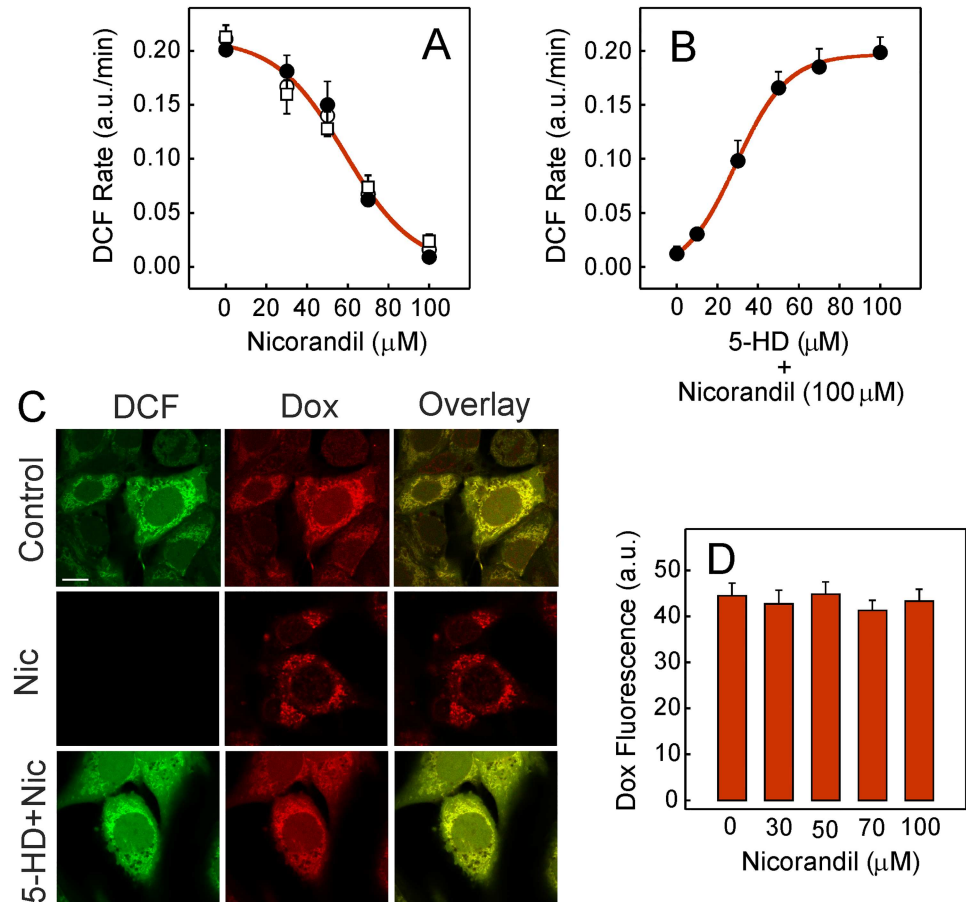 A
DCF Rate (a.u./min)
0.20
0.15
0.10
0.05
0.00
0 20 40 60 80 100
Nicorandil (μM)
B
DCF Rate (a.u./min)
0.20
0.15
0.10
0.05
0.00
0 20 40 60 80 100
5-HD (μM)
+
Nicorandil (100 μM)
C
DCF Dox Overlay
Control
Nic
5-HD+Nic
D
Dox Fluorescence (a.u.)
50
40
30
20
10
0
0 30 50 70 100
Nicorandil
(μM)